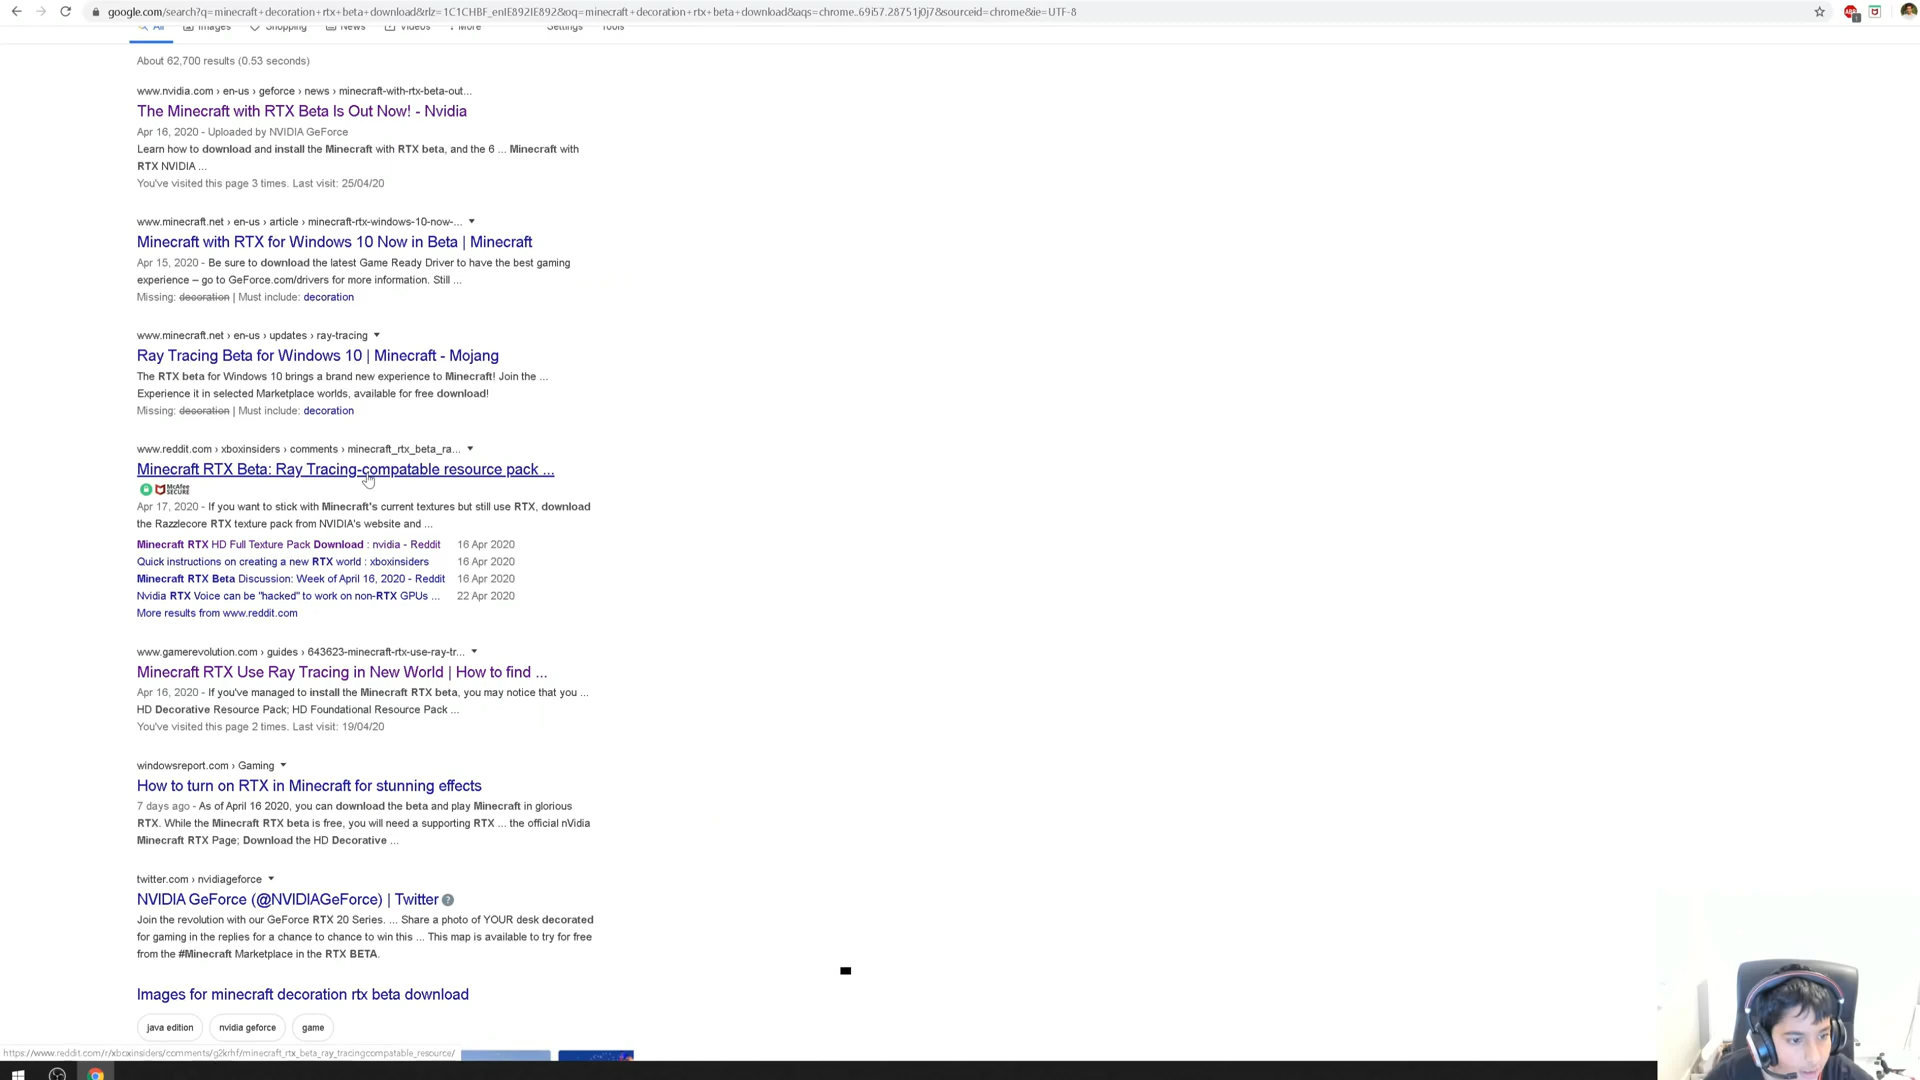 google.com/search?q=minecraft+decoration+rtx+beta+download&rlz=1C1CHBF_enIE892IE892&oq=minecraft+decoration+rtx+beta+download&aqs=chrome..69i57.28751j0j7&sourceid=chrome&ie=UTF-8
All Images Shopping News Videos More Settings Tools
About 62,700 results (0.53 seconds)
www.nvidia.com › en-us › geforce › news › minecraft-with-rtx-beta-out...
The Minecraft with RTX Beta Is Out Now! - Nvidia
Apr 16, 2020 - Uploaded by NVIDIA GeForce
Learn how to download and install the Minecraft with RTX beta, and the 6 ... Minecraft with
RTX NVIDIA ...
You've visited this page 3 times. Last visit: 25/04/20
www.minecraft.net › en-us › article › minecraft-rtx-windows-10-now-...
Minecraft with RTX for Windows 10 Now in Beta | Minecraft
Apr 15, 2020 - Be sure to download the latest Game Ready Driver to have the best gaming
experience – go to GeForce.com/drivers for more information. Still ...
Missing: decoration | Must include: decoration
www.minecraft.net › en-us › updates › ray-tracing
Ray Tracing Beta for Windows 10 | Minecraft - Mojang
The RTX beta for Windows 10 brings a brand new experience to Minecraft! Join the ...
Experience it in selected Marketplace worlds, available for free download!
Missing: decoration | Must include: decoration
www.reddit.com › xboxinsiders › comments › minecraft_rtx_beta_ra...
Minecraft RTX Beta: Ray Tracing-compatable resource pack ...
McAfee
SECURE
Apr 17, 2020 - If you want to stick with Minecraft's current textures but still use RTX, download
the Razzlecore RTX texture pack from NVIDIA's website and ...
Minecraft RTX HD Full Texture Pack Download : nvidia - Reddit 16 Apr 2020
Quick instructions on creating a new RTX world : xboxinsiders 16 Apr 2020
Minecraft RTX Beta Discussion: Week of April 16, 2020 - Reddit 16 Apr 2020
Nvidia RTX Voice can be "hacked" to work on non-RTX GPUs ... 22 Apr 2020
More results from www.reddit.com
www.gamerevolution.com › guides › 643623-minecraft-rtx-use-ray-tr...
Minecraft RTX Use Ray Tracing in New World | How to find ...
Apr 16, 2020 - If you've managed to install the Minecraft RTX beta, you may notice that you ...
HD Decorative Resource Pack; HD Foundational Resource Pack ...
You've visited this page 2 times. Last visit: 19/04/20
windowsreport.com › Gaming
How to turn on RTX in Minecraft for stunning effects
7 days ago - As of April 16 2020, you can download the beta and play Minecraft in glorious
RTX. While the Minecraft RTX beta is free, you will need a supporting RTX ... the official nVidia
Minecraft RTX Page; Download the HD Decorative ...
twitter.com › nvidiageforce
NVIDIA GeForce (@NVIDIAGeForce) | Twitter
Join the revolution with our GeForce RTX 20 Series. ... Share a photo of YOUR desk decorated
for gaming in the replies for a chance to chance to win this ... This map is available to try for free
from the #Minecraft Marketplace in the RTX BETA.
Images for minecraft decoration rtx beta download
java edition nvidia geforce game
https://www.reddit.com/r/xboxinsiders/comments/g2krhf/minecraft_rtx_beta_ray_tracingcompatable_resource/